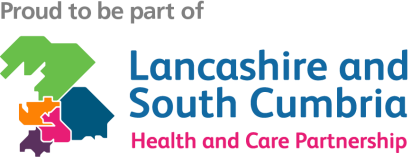 Proud to be part of
Lancashire and
South Cumbria
Health and Care Partnership